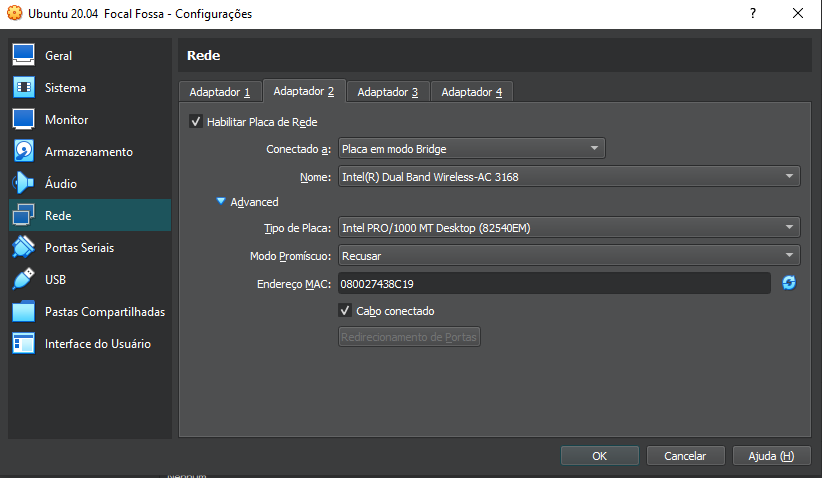 Ubuntu 20.04 Focal Fossa - Configurações
?
Geral
Sistema
Monitor
Armazenamento
Áudio
Rede
Portas Seriais
USB
Pastas Compartilhadas
Interface do Usuário
Rede
Adaptador 1
Adaptador 2
Adaptador 3
Adaptador 4
Habilitar Placa de Rede
Conectado a: Placa em modo Bridge
Nome: Intel(R) Dual Band Wireless-AC 3168
Advanced
Tipo de Placa: Intel PRO/1000 MT Desktop (82540EM)
Modo Promíscuo: Recusar
Endereço MAC: 080027438C19
Cabo conectado
Redirecionamento de Portas
OK
Cancelar
Ajuda (H)